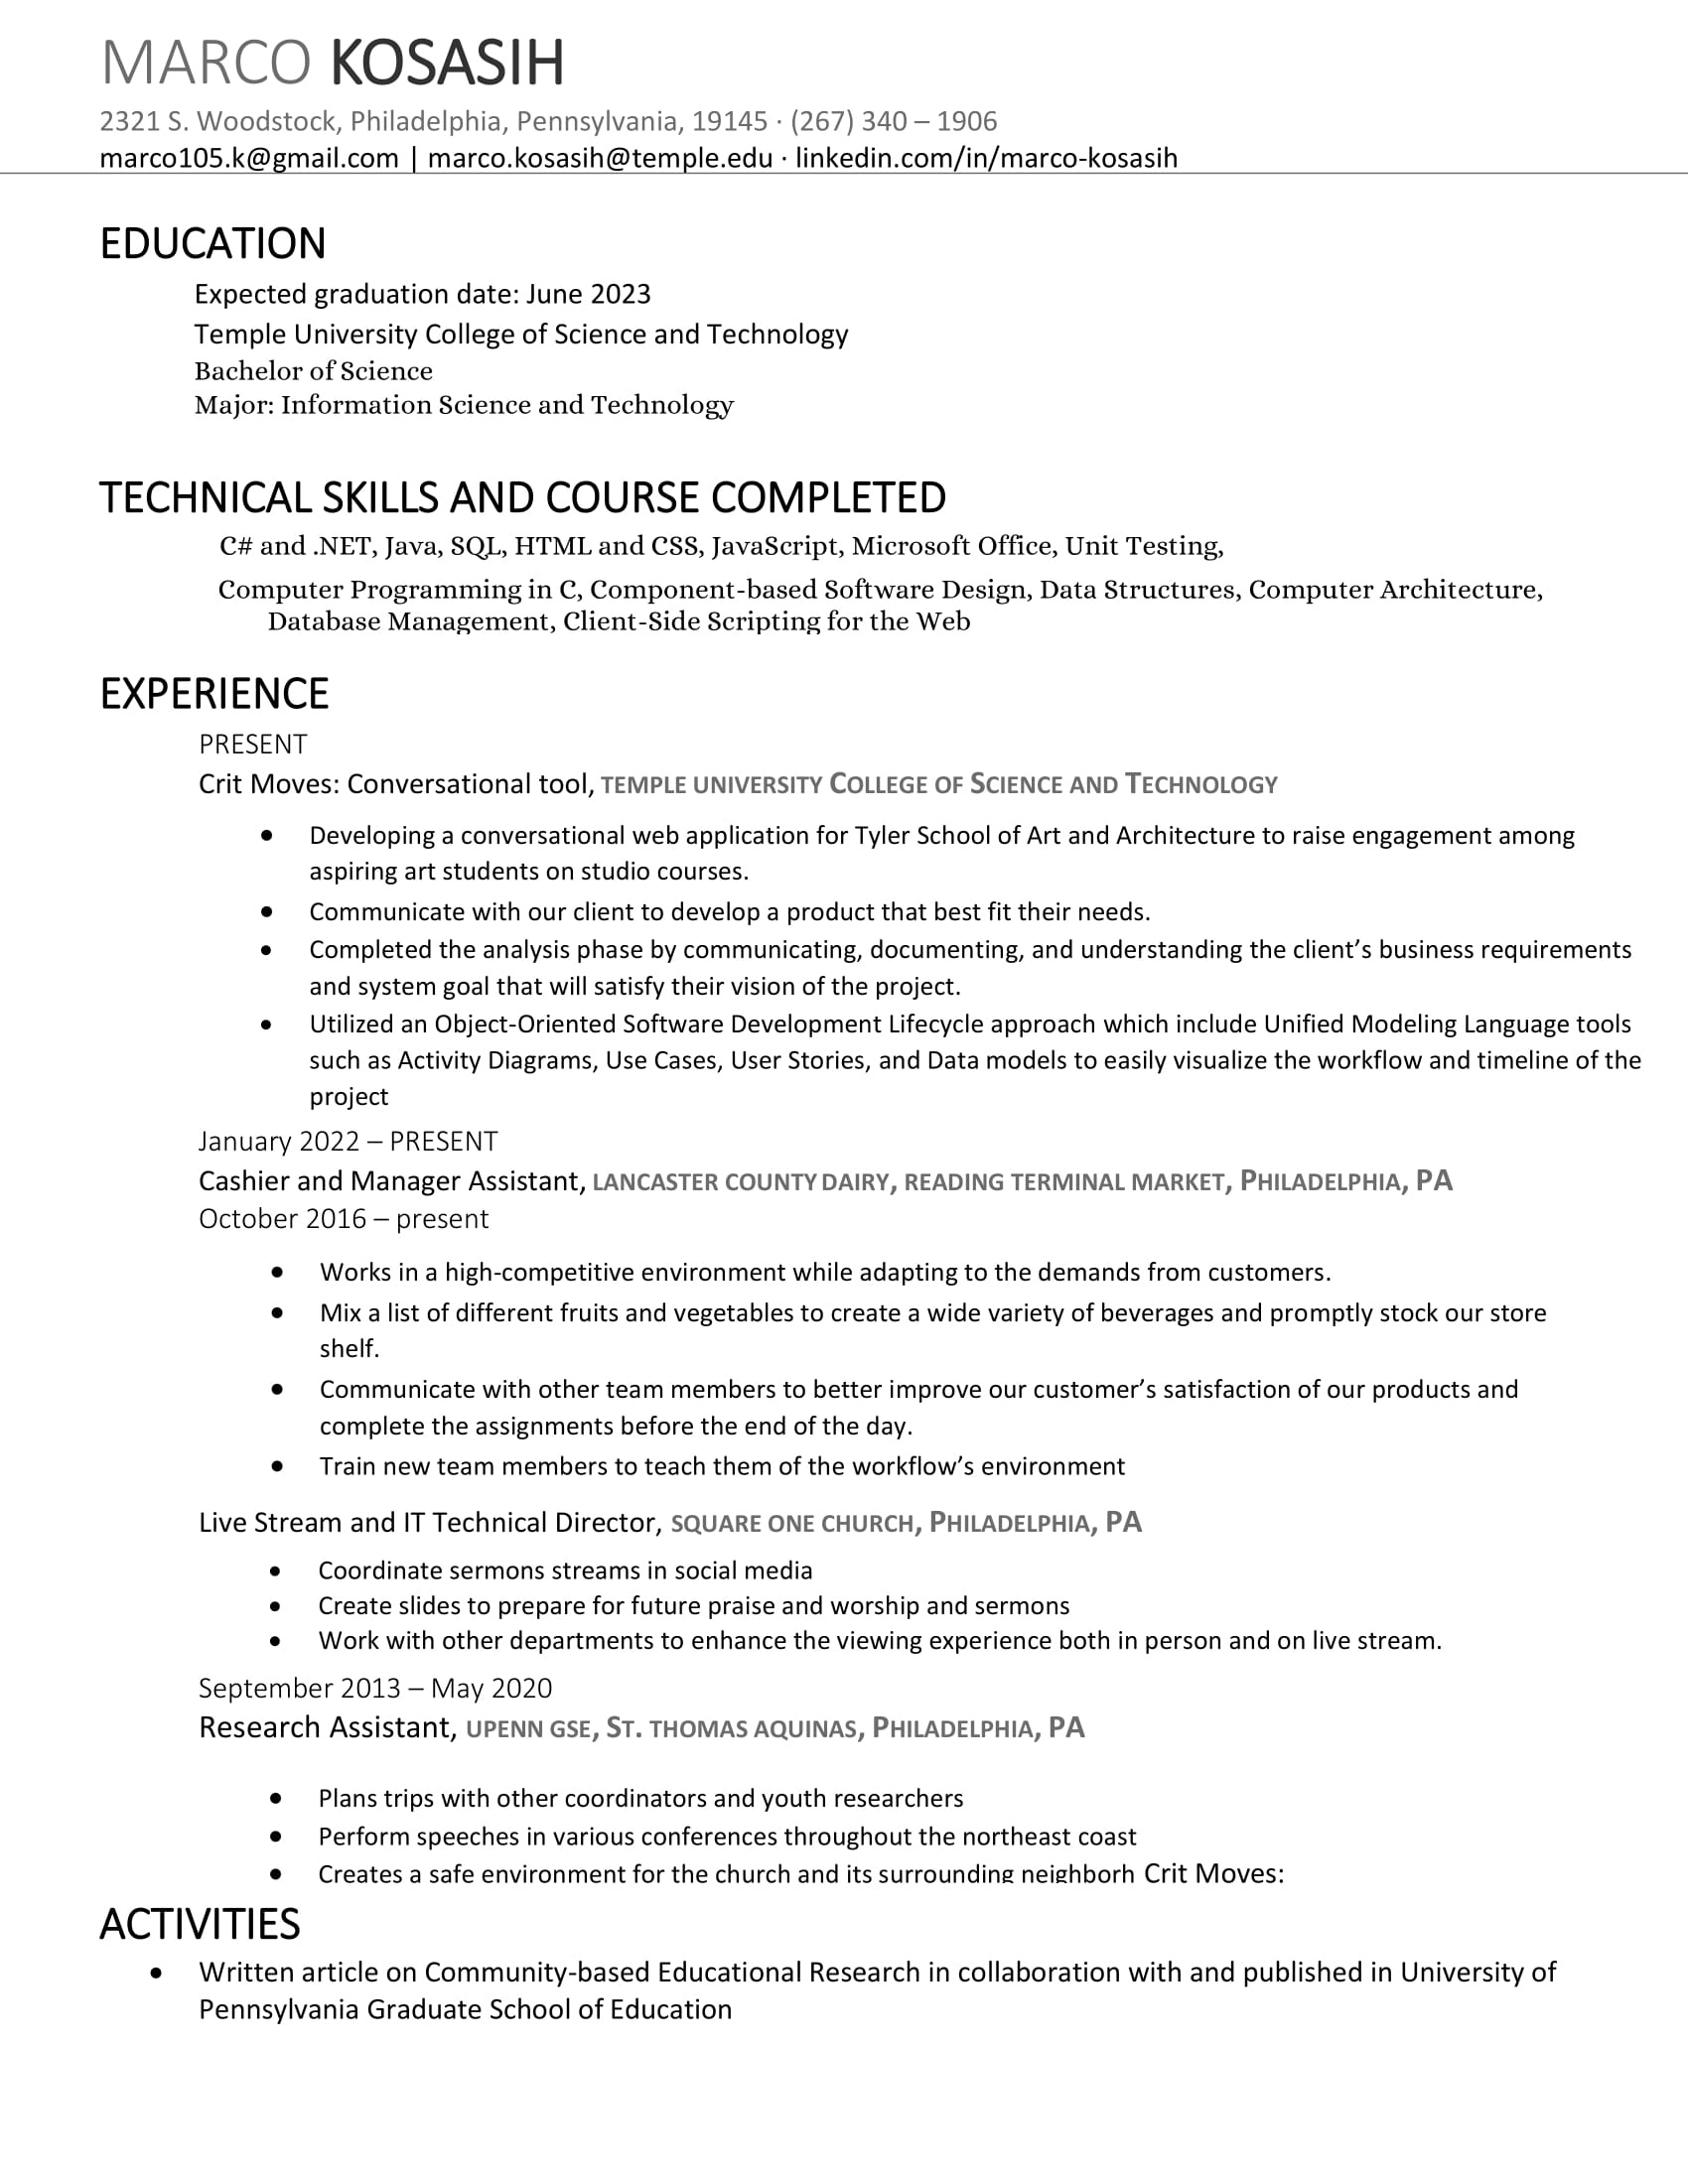 MARCO KOSASIH
2321 S. Woodstock, Philadelphia, Pennsylvania, 19145 · (267) 340 – 1906
marco105.k@gmail.com | marco.kosasih@temple.edu · linkedin.com/in/marco-kosasih
EDUCATION
Expected graduation date: June 2023
Temple University College of Science and Technology
Bachelor of Science
Major: Information Science and Technology
TECHNICAL SKILLS AND COURSE COMPLETED
C# and .NET, Java, SQL, HTML and CSS, JavaScript, Microsoft Office, Unit Testing,
Computer Programming in C, Component-based Software Design, Data Structures, Computer Architecture,
Database Management, Client-Side Scripting for the Web
EXPERIENCE
PRESENT
Crit Moves: Conversational tool, TEMPLE UNIVERSITY COLLEGE OF SCIENCE AND TECHNOLOGY
• Developing a conversational web application for Tyler School of Art and Architecture to raise engagement among
aspiring art students on studio courses.
• Communicate with our client to develop a product that best fit their needs.
• Completed the analysis phase by communicating, documenting, and understanding the client’s business requirements
and system goal that will satisfy their vision of the project.
• Utilized an Object-Oriented Software Development Lifecycle approach which include Unified Modeling Language tools
such as Activity Diagrams, Use Cases, User Stories, and Data models to easily visualize the workflow and timeline of the
project
January 2022 – PRESENT
Cashier and Manager Assistant, LANCASTER COUNTY DAIRY, READING TERMINAL MARKET, PHILADELPHIA, PA
October 2016 – present
• Works in a high-competitive environment while adapting to the demands from customers.
• Mix a list of different fruits and vegetables to create a wide variety of beverages and promptly stock our store
shelf.
• Communicate with other team members to better improve our customer’s satisfaction of our products and
complete the assignments before the end of the day.
• Train new team members to teach them of the workflow’s environment
Live Stream and IT Technical Director, SQUARE ONE CHURCH, PHILADELPHIA, PA
• Coordinate sermons streams in social media
• Create slides to prepare for future praise and worship and sermons
• Work with other departments to enhance the viewing experience both in person and on live stream.
September 2013 – May 2020
Research Assistant, UPENN GSE, ST. THOMAS AQUINAS, PHILADELPHIA, PA
• Plans trips with other coordinators and youth researchers
• Perform speeches in various conferences throughout the northeast coast
• Creates a safe environment for the church and its surrounding neighborh Crit Moves:
ACTIVITIES
• Written article on Community-based Educational Research in collaboration with and published in University of
Pennsylvania Graduate School of Education